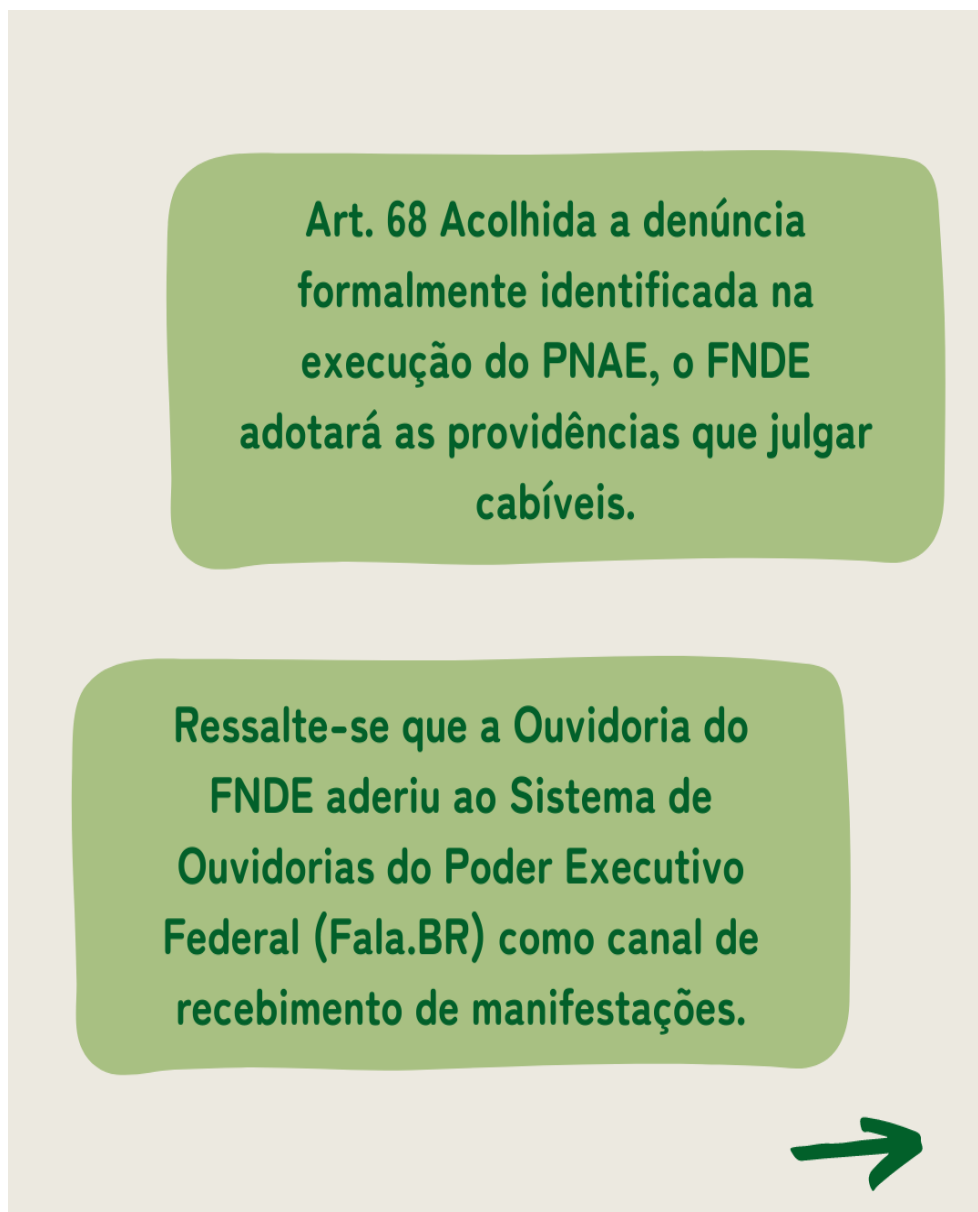 Art. 68 Acolhida a denúncia
formalmente identificada na
execução do PNAE, o FNDE
adotará as providências que julgar
cabíveis.
Ressalte-se que a Ouvidoria do
FNDE aderiu ao Sistema de
Ouvidorias do Poder Executivo
Federal (Fala.BR) como canal de
recebimento de manifestações.